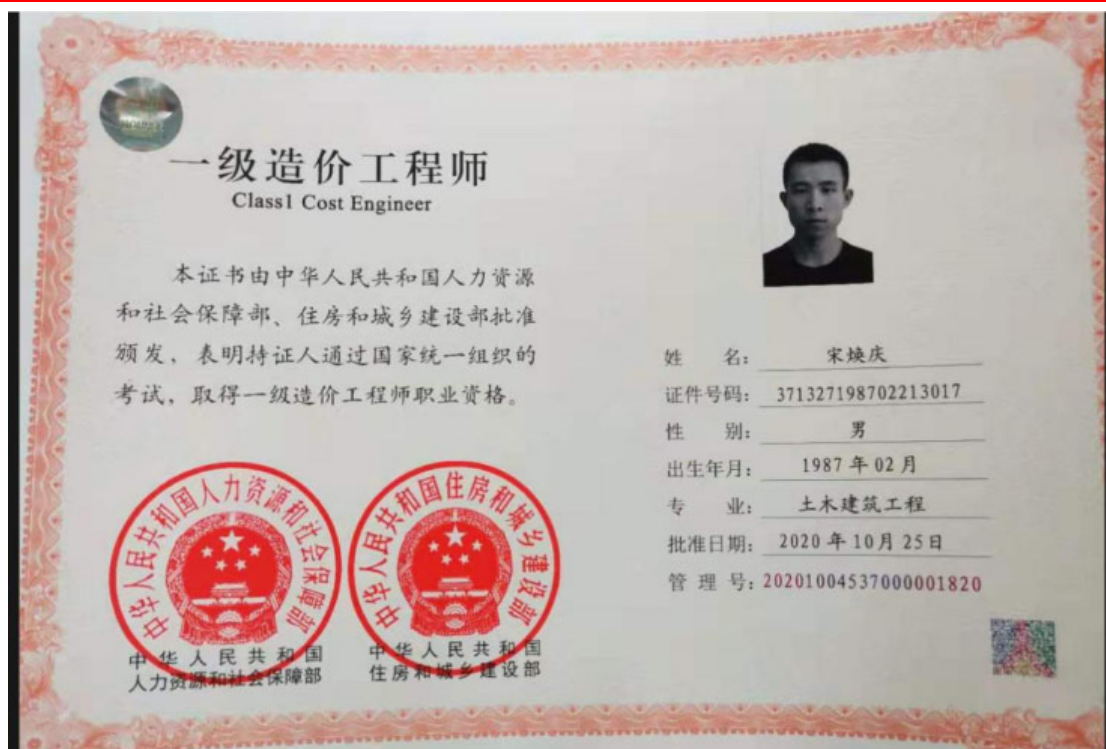 一级造价工程师
Class1 Cost Engineer
本证书由中华人民共和国人力资源
和社会保障部、住房和城乡建设部批准
颁发，表明持证人通过国家统一组织的
考试，取得一级造价工程师职业资格。
姓 名：宋焕庆
证件号码：371327198702213017
性 别：男
出生年月：1987年02月
专 业：土木建筑工程
批准日期：2020年10月25日
管 理 号：20201004537000001820
中华人民共和国人力资源和社会保障部
中华人民共和国住房和城乡建设部
中华人民共和国
人力资源和社会保障部
中华人民共和国
住房和城乡建设部